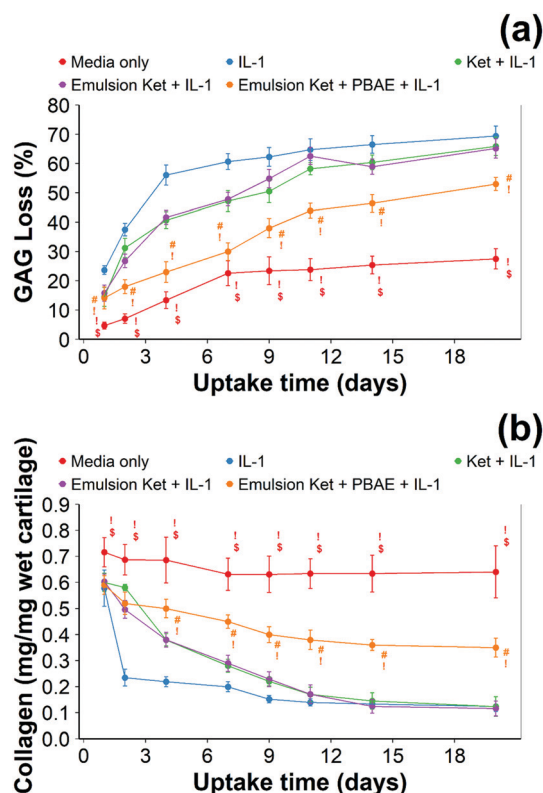 (a)
Media only IL-1 Ket + IL-1
Emulsion Ket + IL-1 Emulsion Ket + PBAE + IL-1
GAG Loss (%)
80
70
60
50
40
30
20
10
0
# ! # ! # ! # ! # ! # ! # ! # !
! $ ! $ ! $ ! $ ! $ ! $ ! $ ! $
0 3 6 9 12 15 18
Uptake time (days)
(b)
Media only IL-1 Ket + IL-1
Emulsion Ket + IL-1 Emulsion Ket + PBAE + IL-1
Collagen (mg/mg wet cartilage)
0.9
0.8
0.7
0.6
0.5
0.4
0.3
0.2
0.1
0.0
! $ ! $ ! $ ! $ ! $ ! $ ! $ ! $
# ! # ! # ! # ! # ! # !
0 3 6 9 12 15 18
Uptake time (days)